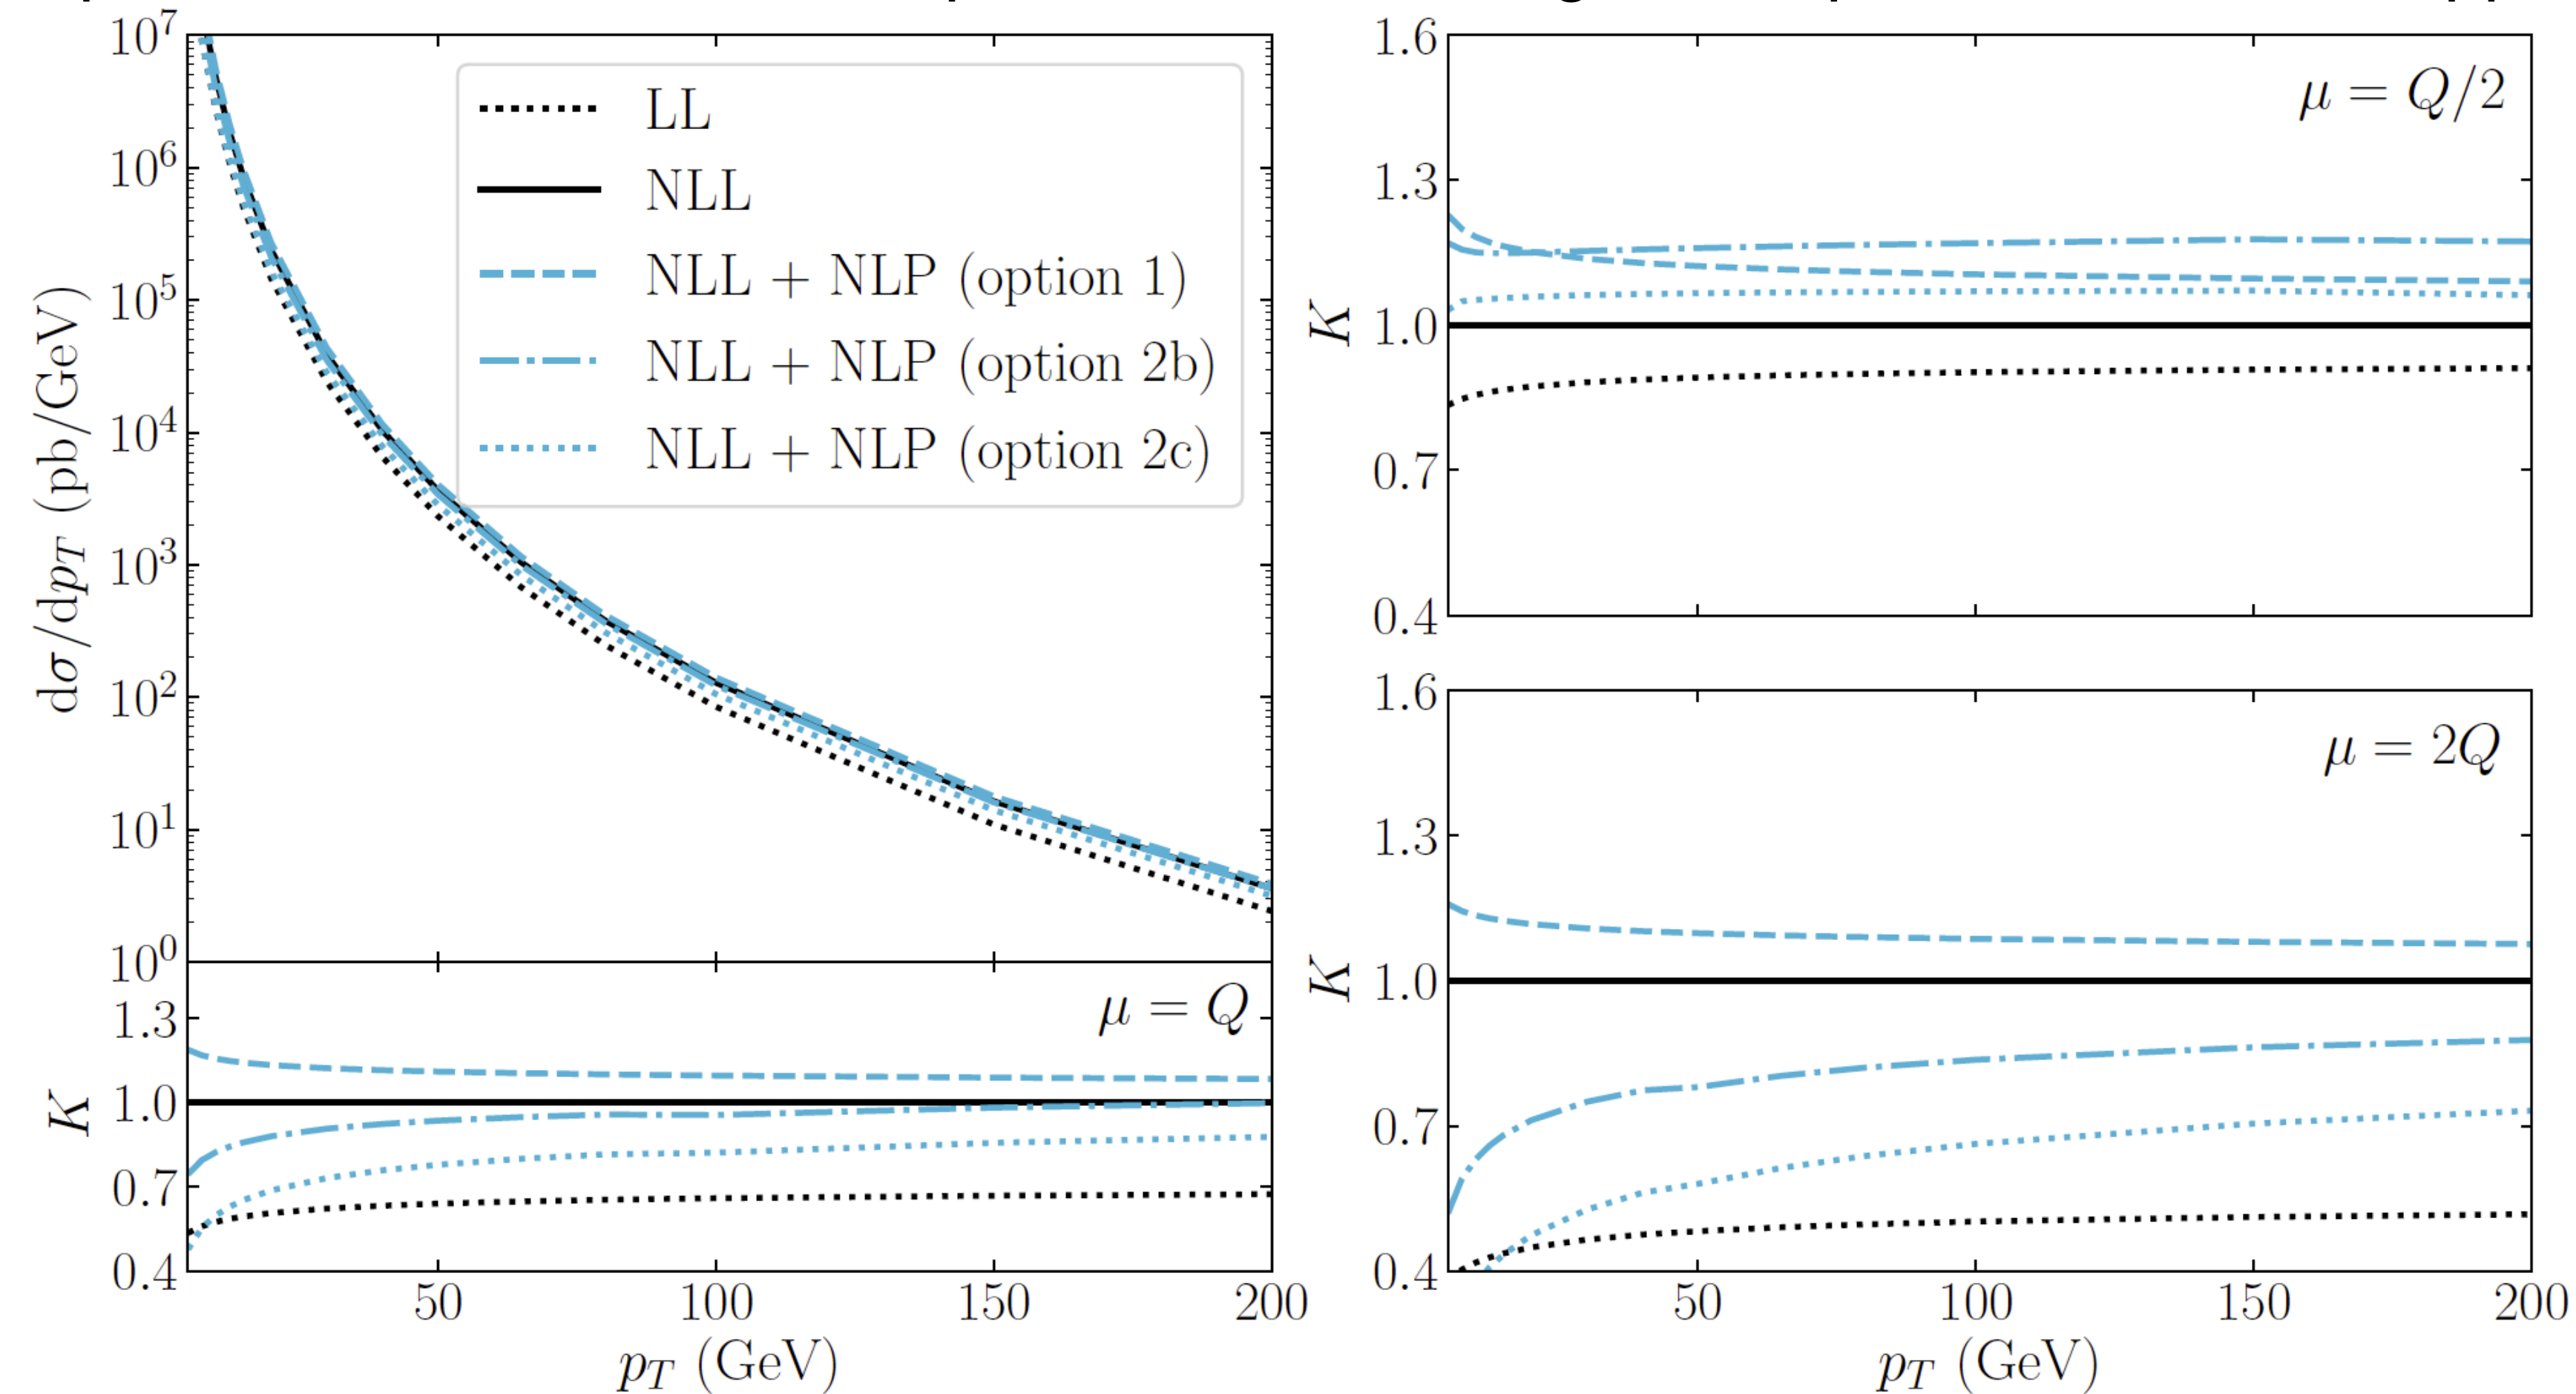 10^7
10^6
10^5
10^4
10^3
10^2
10^1
10^0
dσ/dp_T (pb/GeV)
LL
NLL
NLL + NLP (option 1)
NLL + NLP (option 2b)
NLL + NLP (option 2c)
1.3
1.0
0.7
0.4
K
μ = Q
50 100 150 200
p_T (GeV)
1.6
1.3
1.0
0.7
0.4
K
μ = Q/2
1.6
1.3
1.0
0.7
0.4
K
μ = 2Q
50 100 150 200
p_T (GeV)